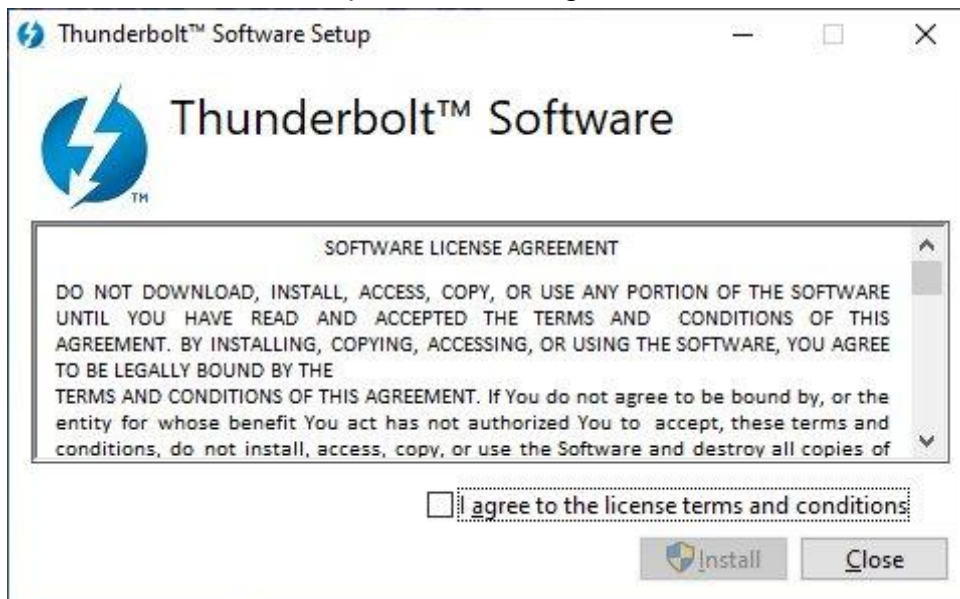 Thunderbolt™ Software Setup
Thunderbolt™ Software
TM
SOFTWARE LICENSE AGREEMENT
DO NOT DOWNLOAD, INSTALL, ACCESS, COPY, OR USE ANY PORTION OF THE SOFTWARE
UNTIL YOU HAVE READ AND ACCEPTED THE TERMS AND CONDITIONS OF THIS
AGREEMENT. BY INSTALLING, COPYING, ACCESSING, OR USING THE SOFTWARE, YOU AGREE
TO BE LEGALLY BOUND BY THE
TERMS AND CONDITIONS OF THIS AGREEMENT. If You do not agree to be bound by, or the
entity for whose benefit You act has not authorized You to accept, these terms and
conditions, do not install, access, copy, or use the Software and destroy all copies of
I agree to the license terms and conditions
Install
Close